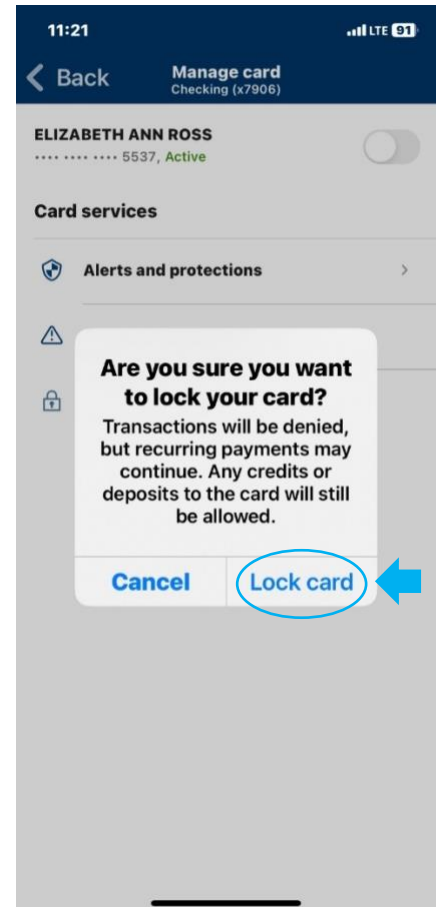 11:21 LTE 91
Back Manage card
Checking (x7906)
ELIZABETH ANN ROSS
···· ···· ···· 5537, Active
Card services
Alerts and protections
Are you sure you want
to lock your card?
Transactions will be denied,
but recurring payments may
continue. Any credits or
deposits to the card will still
be allowed.
Cancel Lock card